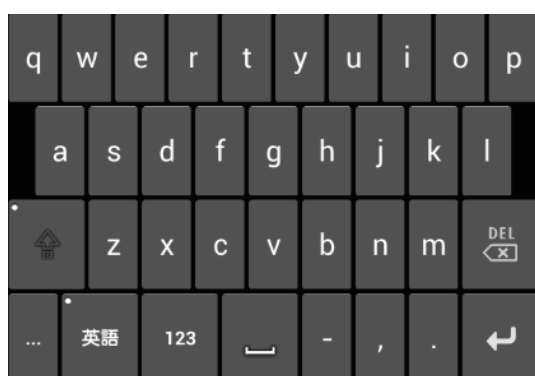 q w e r t y u i o p
a s d f g h j k l
z x c v b n m DEL
... 英語 123 - , .